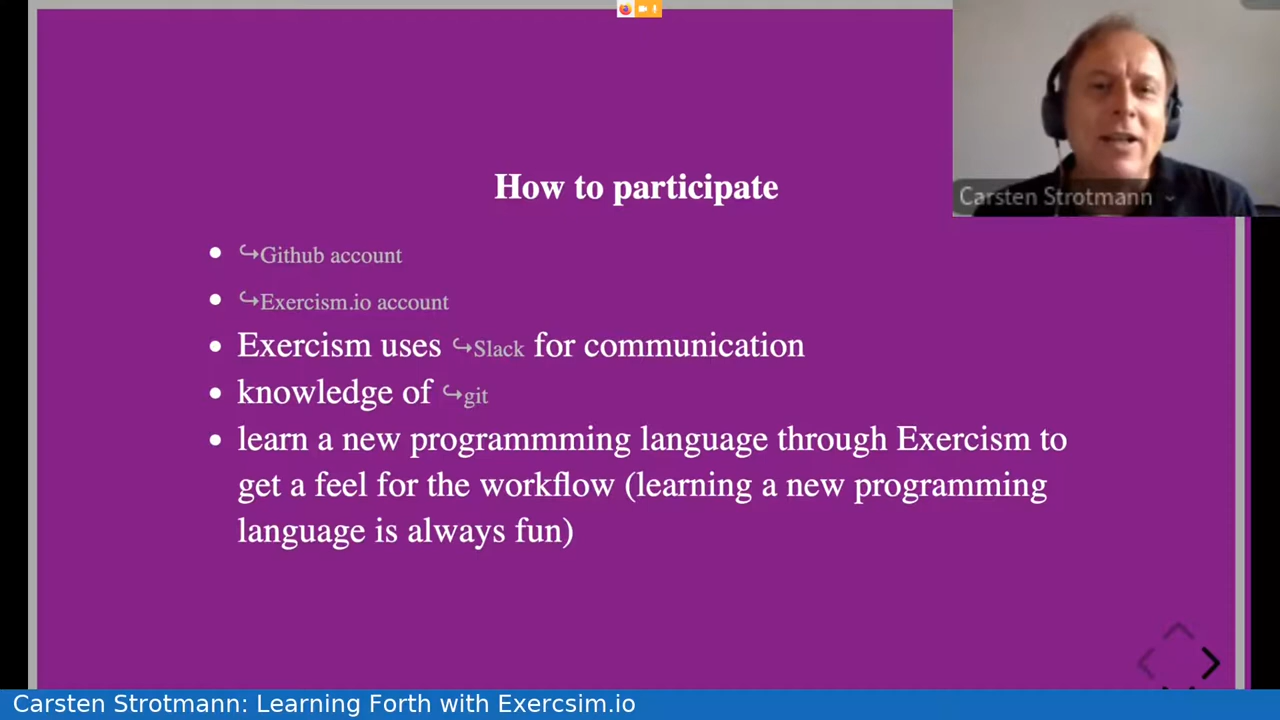 How to participate
Carsten Strotmann
• ↪Github account
• ↪Exercism.io account
• Exercism uses ↪Slack for communication
• knowledge of ↪git
• learn a new programmming language through Exercism to
get a feel for the workflow (learning a new programming
language is always fun)
Carsten Strotmann: Learning Forth with Exercsim.io